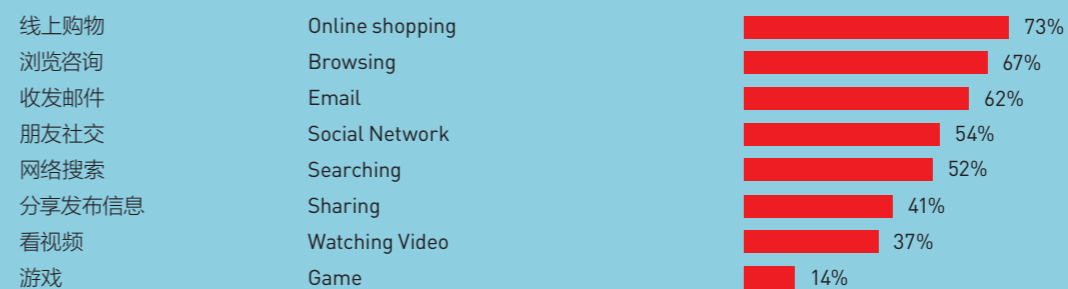 线上购物 Online shopping 73%
浏览咨询 Browsing 67%
收发邮件 Email 62%
朋友社交 Social Network 54%
网络搜索 Searching 52%
分享发布信息 Sharing 41%
看视频 Watching Video 37%
游戏 Game 14%